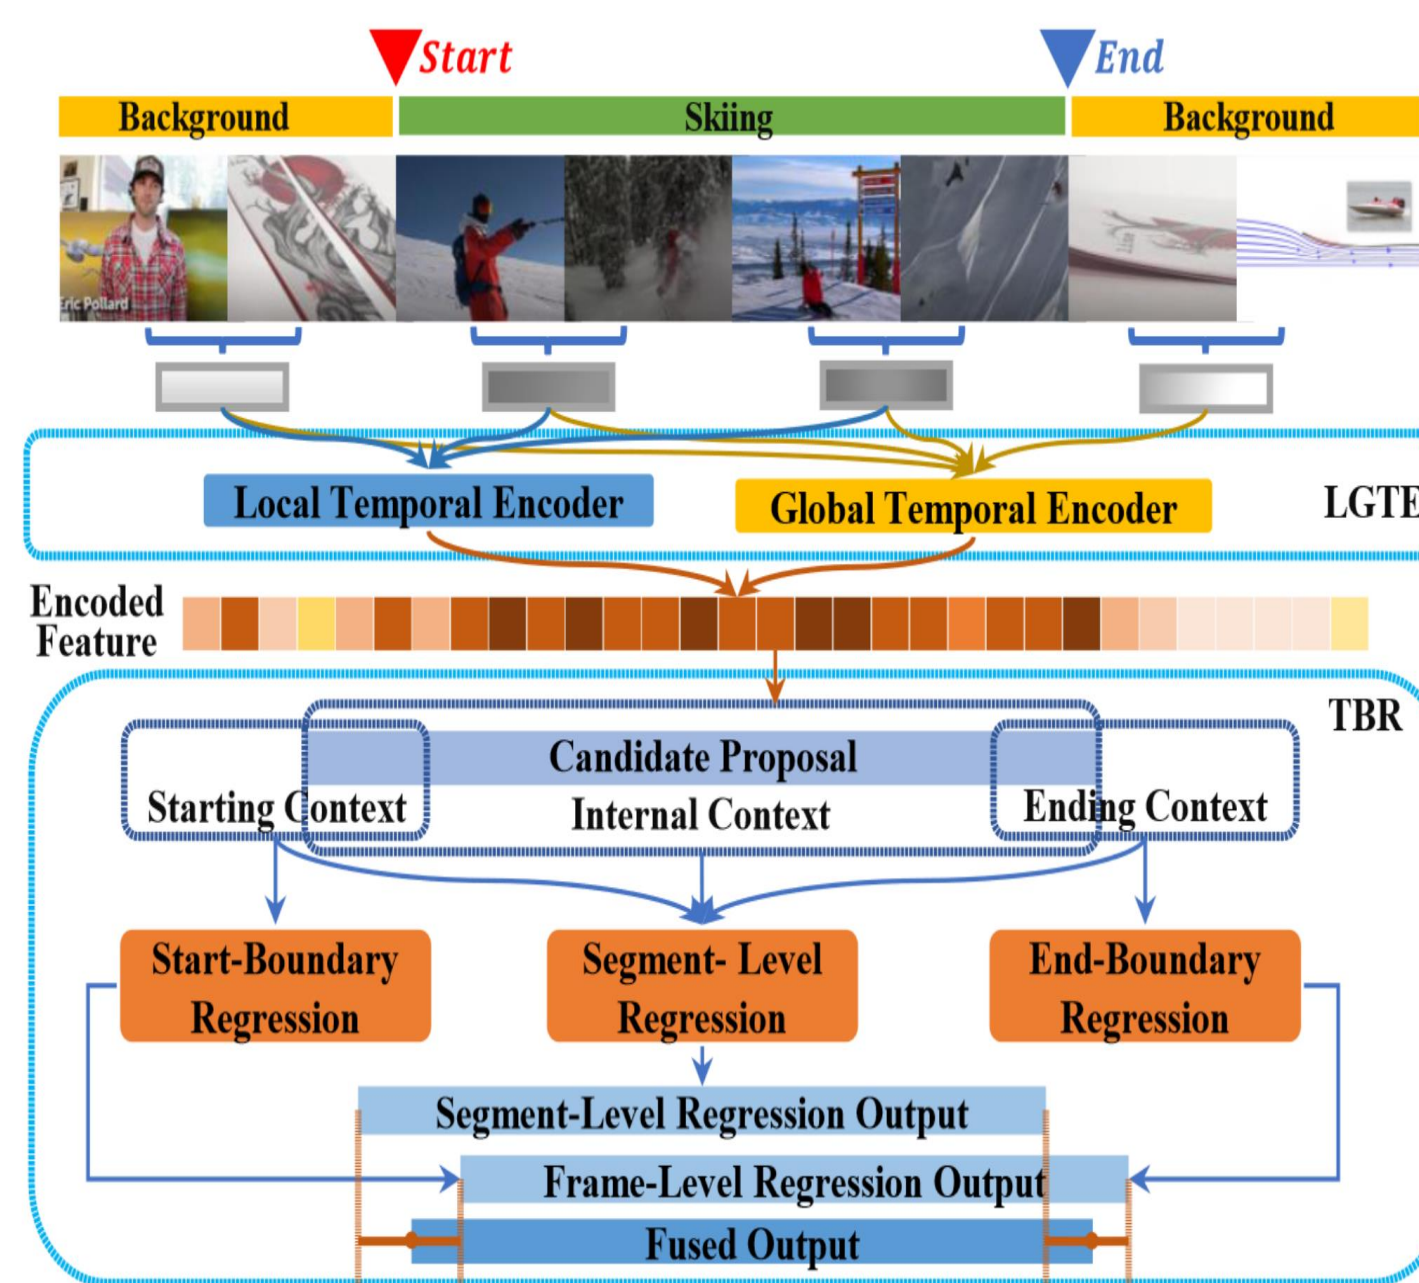 Start
End
Background
Skiing
Background
Eric Pollard
Local Temporal Encoder
Global Temporal Encoder
LGTE
Encoded
Feature
TBR
Candidate Proposal
Starting Context
Internal Context
Ending Context
Start-Boundary
Regression
Segment- Level
Regression
End-Boundary
Regression
Segment-Level Regression Output
Frame-Level Regression Output
Fused Output